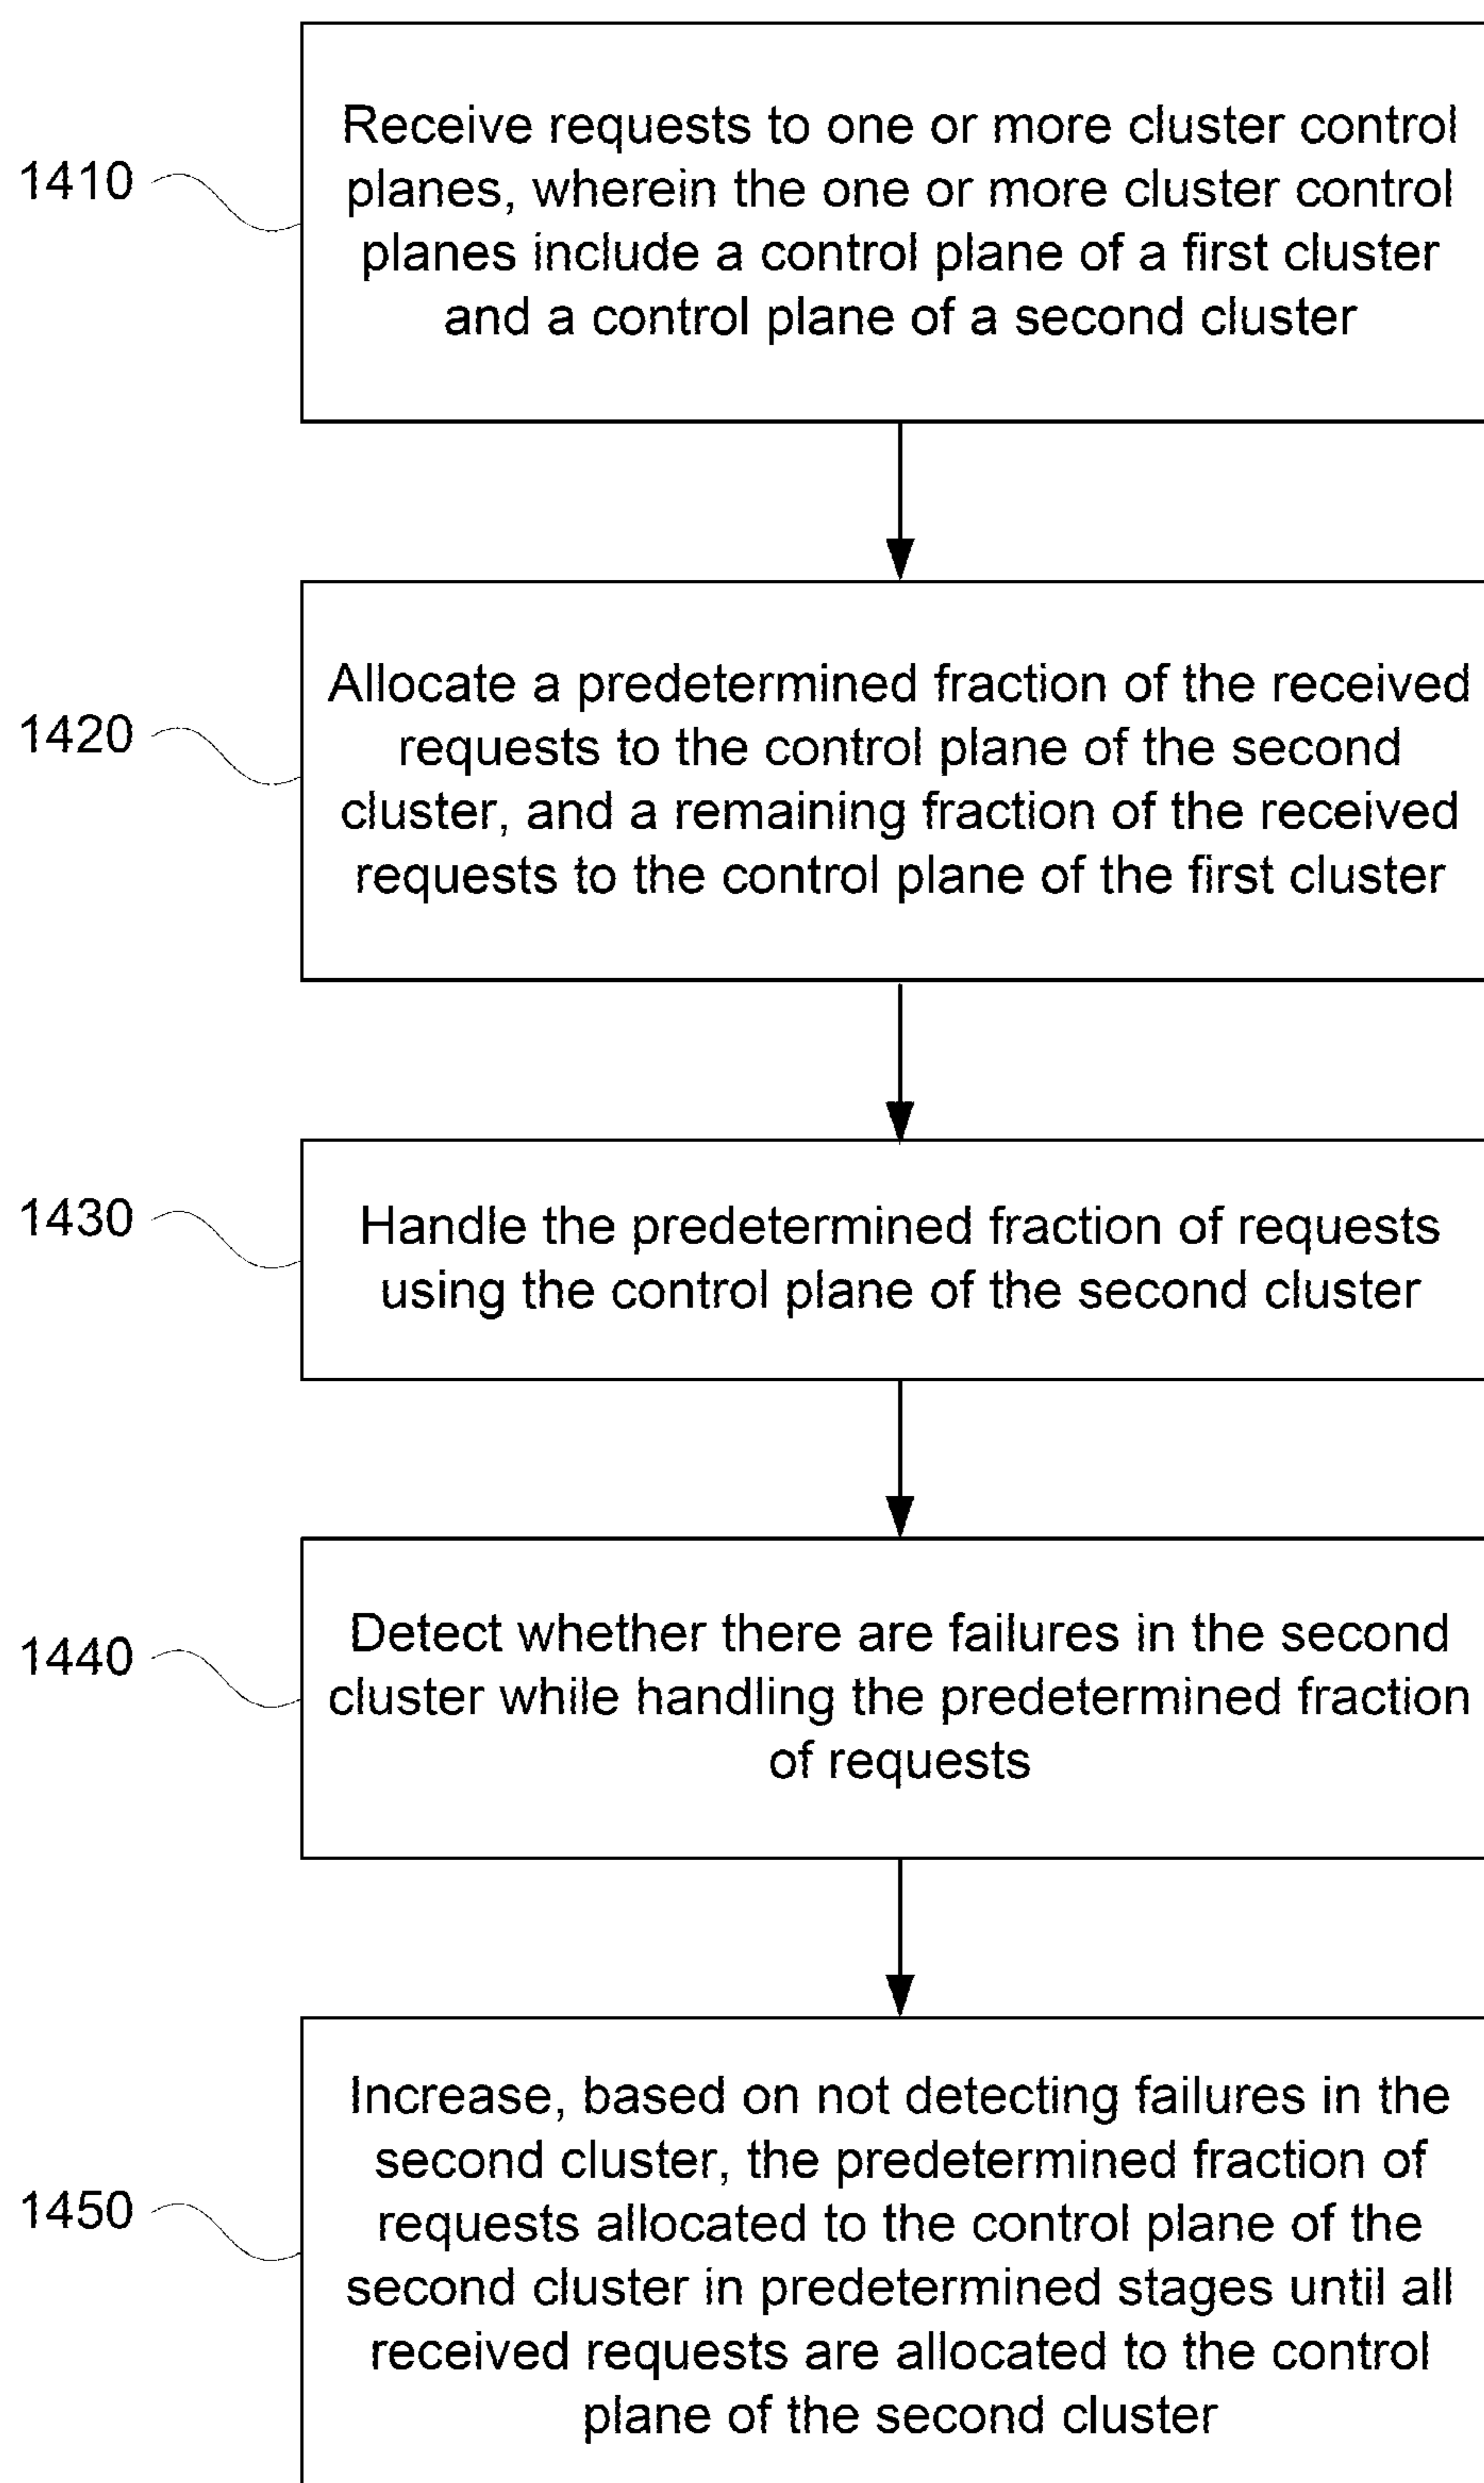 Receive requests to one or more cluster control
1410
planes, wherein the one or more cluster control
planes include a control plane of a first cluster
and a control plane of a second cluster
Allocate a predetermined fraction of the received
1420
requests to the control plane of the second
cluster, and a remaining fraction of the received
requests to the control plane of the first cluster
1430
Handle the predetermined fraction of requests
using the control plane of the second cluster
Detect whether there are failures in the second
1440
cluster while handling the predetermined fraction
of requests
Increase, based on not detecting failures in the
second cluster, the predetermined fraction of
1450
requests allocated to the control plane of the
second cluster in predetermined stages until all
received requests are allocated to the control
plane of the second cluster